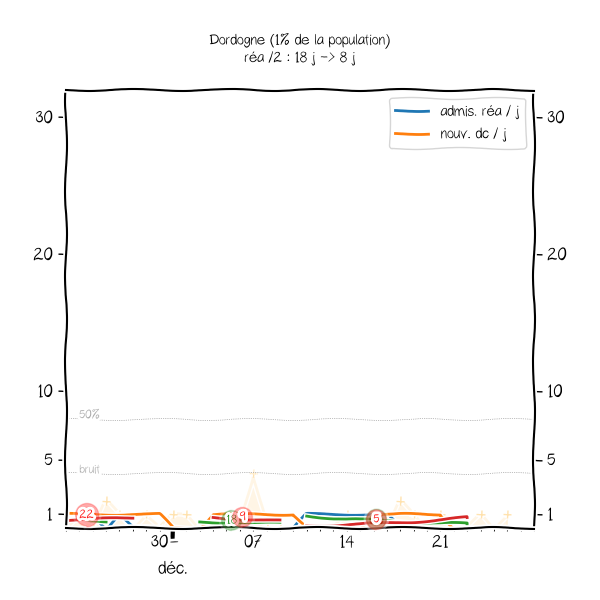 Dordogne (1% de la population)
réa /2 : 18 j -> 8 j
admis. réa / j
nouv. dc / j
30 30
20 20
10 10
50%
5 5
bruit
1 22 18 9 5 1
30 07 14 21
déc.